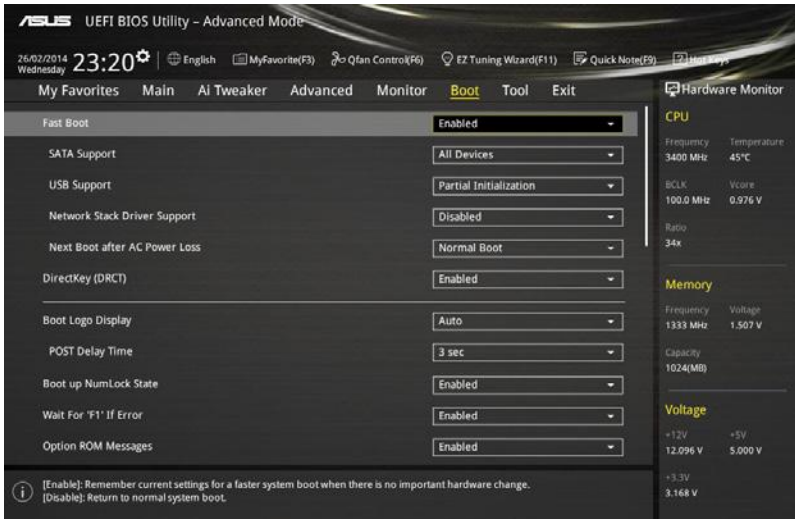 ASUS UEFI BIOS Utility – Advanced Mode
26/02/2014
Wednesday
23:20
English MyFavorite(F3) Qfan Control(F6) EZ Tuning Wizard(F11) Quick Note(F9) Hot Keys
My Favorites Main Ai Tweaker Advanced Monitor Boot Tool Exit
Fast Boot Enabled
SATA Support All Devices
USB Support Partial Initialization
Network Stack Driver Support Disabled
Next Boot after AC Power Loss Normal Boot
DirectKey (DRCT) Enabled
Boot Logo Display Auto
POST Delay Time 3 sec
Boot up NumLock State Enabled
Wait For 'F1' If Error Enabled
Option ROM Messages Enabled
[Enable]: Remember current settings for a faster system boot when there is no important hardware change.
[Disable]: Return to normal system boot.
Hardware Monitor
CPU
Frequency Temperature
3400 MHz 45°C
BCLK Vcore
100.0 MHz 0.976 V
Ratio
34x
Memory
Frequency Voltage
1333 MHz 1.507 V
Capacity
1024(MB)
Voltage
+12V +5V
12.096 V 5.000 V
+3.3V
3.168 V